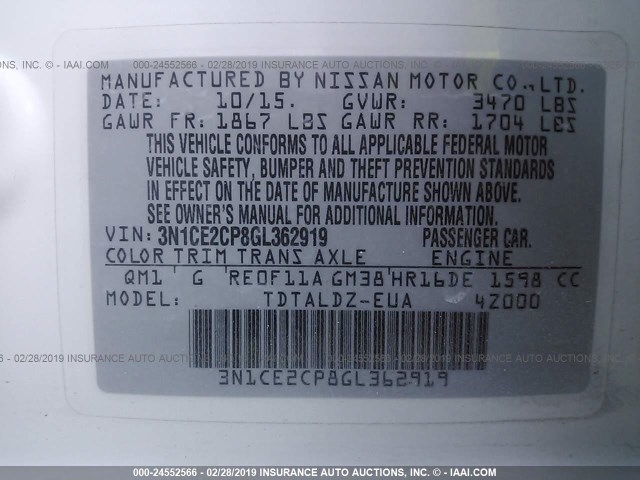 000-24552566 - 02/28/2019 INSURANCE AUTO AUCTIONS, INC. - © IAAI.COM
MANUFACTURED BY NISSAN MOTOR CO., LTD.
DATE: 10/15. GVWR: 3470 LBS
GAWR FR: 1867 LBS GAWR RR: 1704 LBS
THIS VEHICLE CONFORMS TO ALL APPLICABLE FEDERAL MOTOR
VEHICLE SAFETY, BUMPER AND THEFT PREVENTION STANDARDS
IN EFFECT ON THE DATE OF MANUFACTURE SHOWN ABOVE.
SEE OWNER'S MANUAL FOR ADDITIONAL INFORMATION.
VIN: 3N1CE2CP8GL362919 PASSENGER CAR.
COLOR TRIM TRANS AXLE ENGINE
QM1 G RE0F11A GM38 HR16DE 1598 CC
MODEL: TDTALDZ-EUA 4Z000
3N1CE2CP8GL362919
000-24552566 - 02/28/2019 INSURANCE AUTO AUCTIONS, INC. - © IAAI.COM